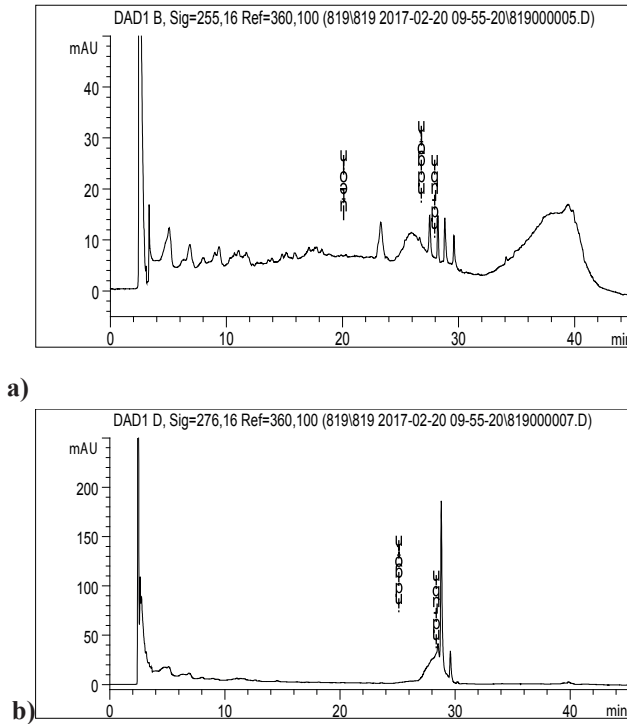 DAD1 B, Sig=255,16 Ref=360,100 (819\819 2017-02-20 09-55-20\819000005.D)
mAU
40
30
20
10
0
0 10 20 30 40 min
a)
DAD1 D, Sig=276,16 Ref=360,100 (819\819 2017-02-20 09-55-20\819000007.D)
mAU
200
150
100
50
0
0 10 20 30 40 min
b)